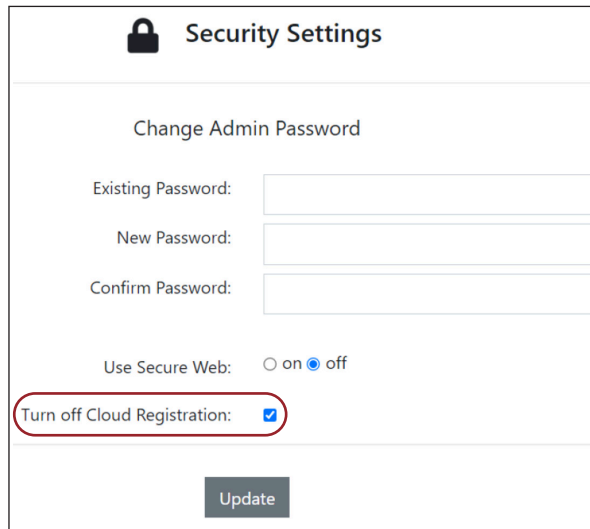 Security Settings
Change Admin Password
Existing Password:
New Password:
Confirm Password:
Use Secure Web: on off
Turn off Cloud Registration:
Update